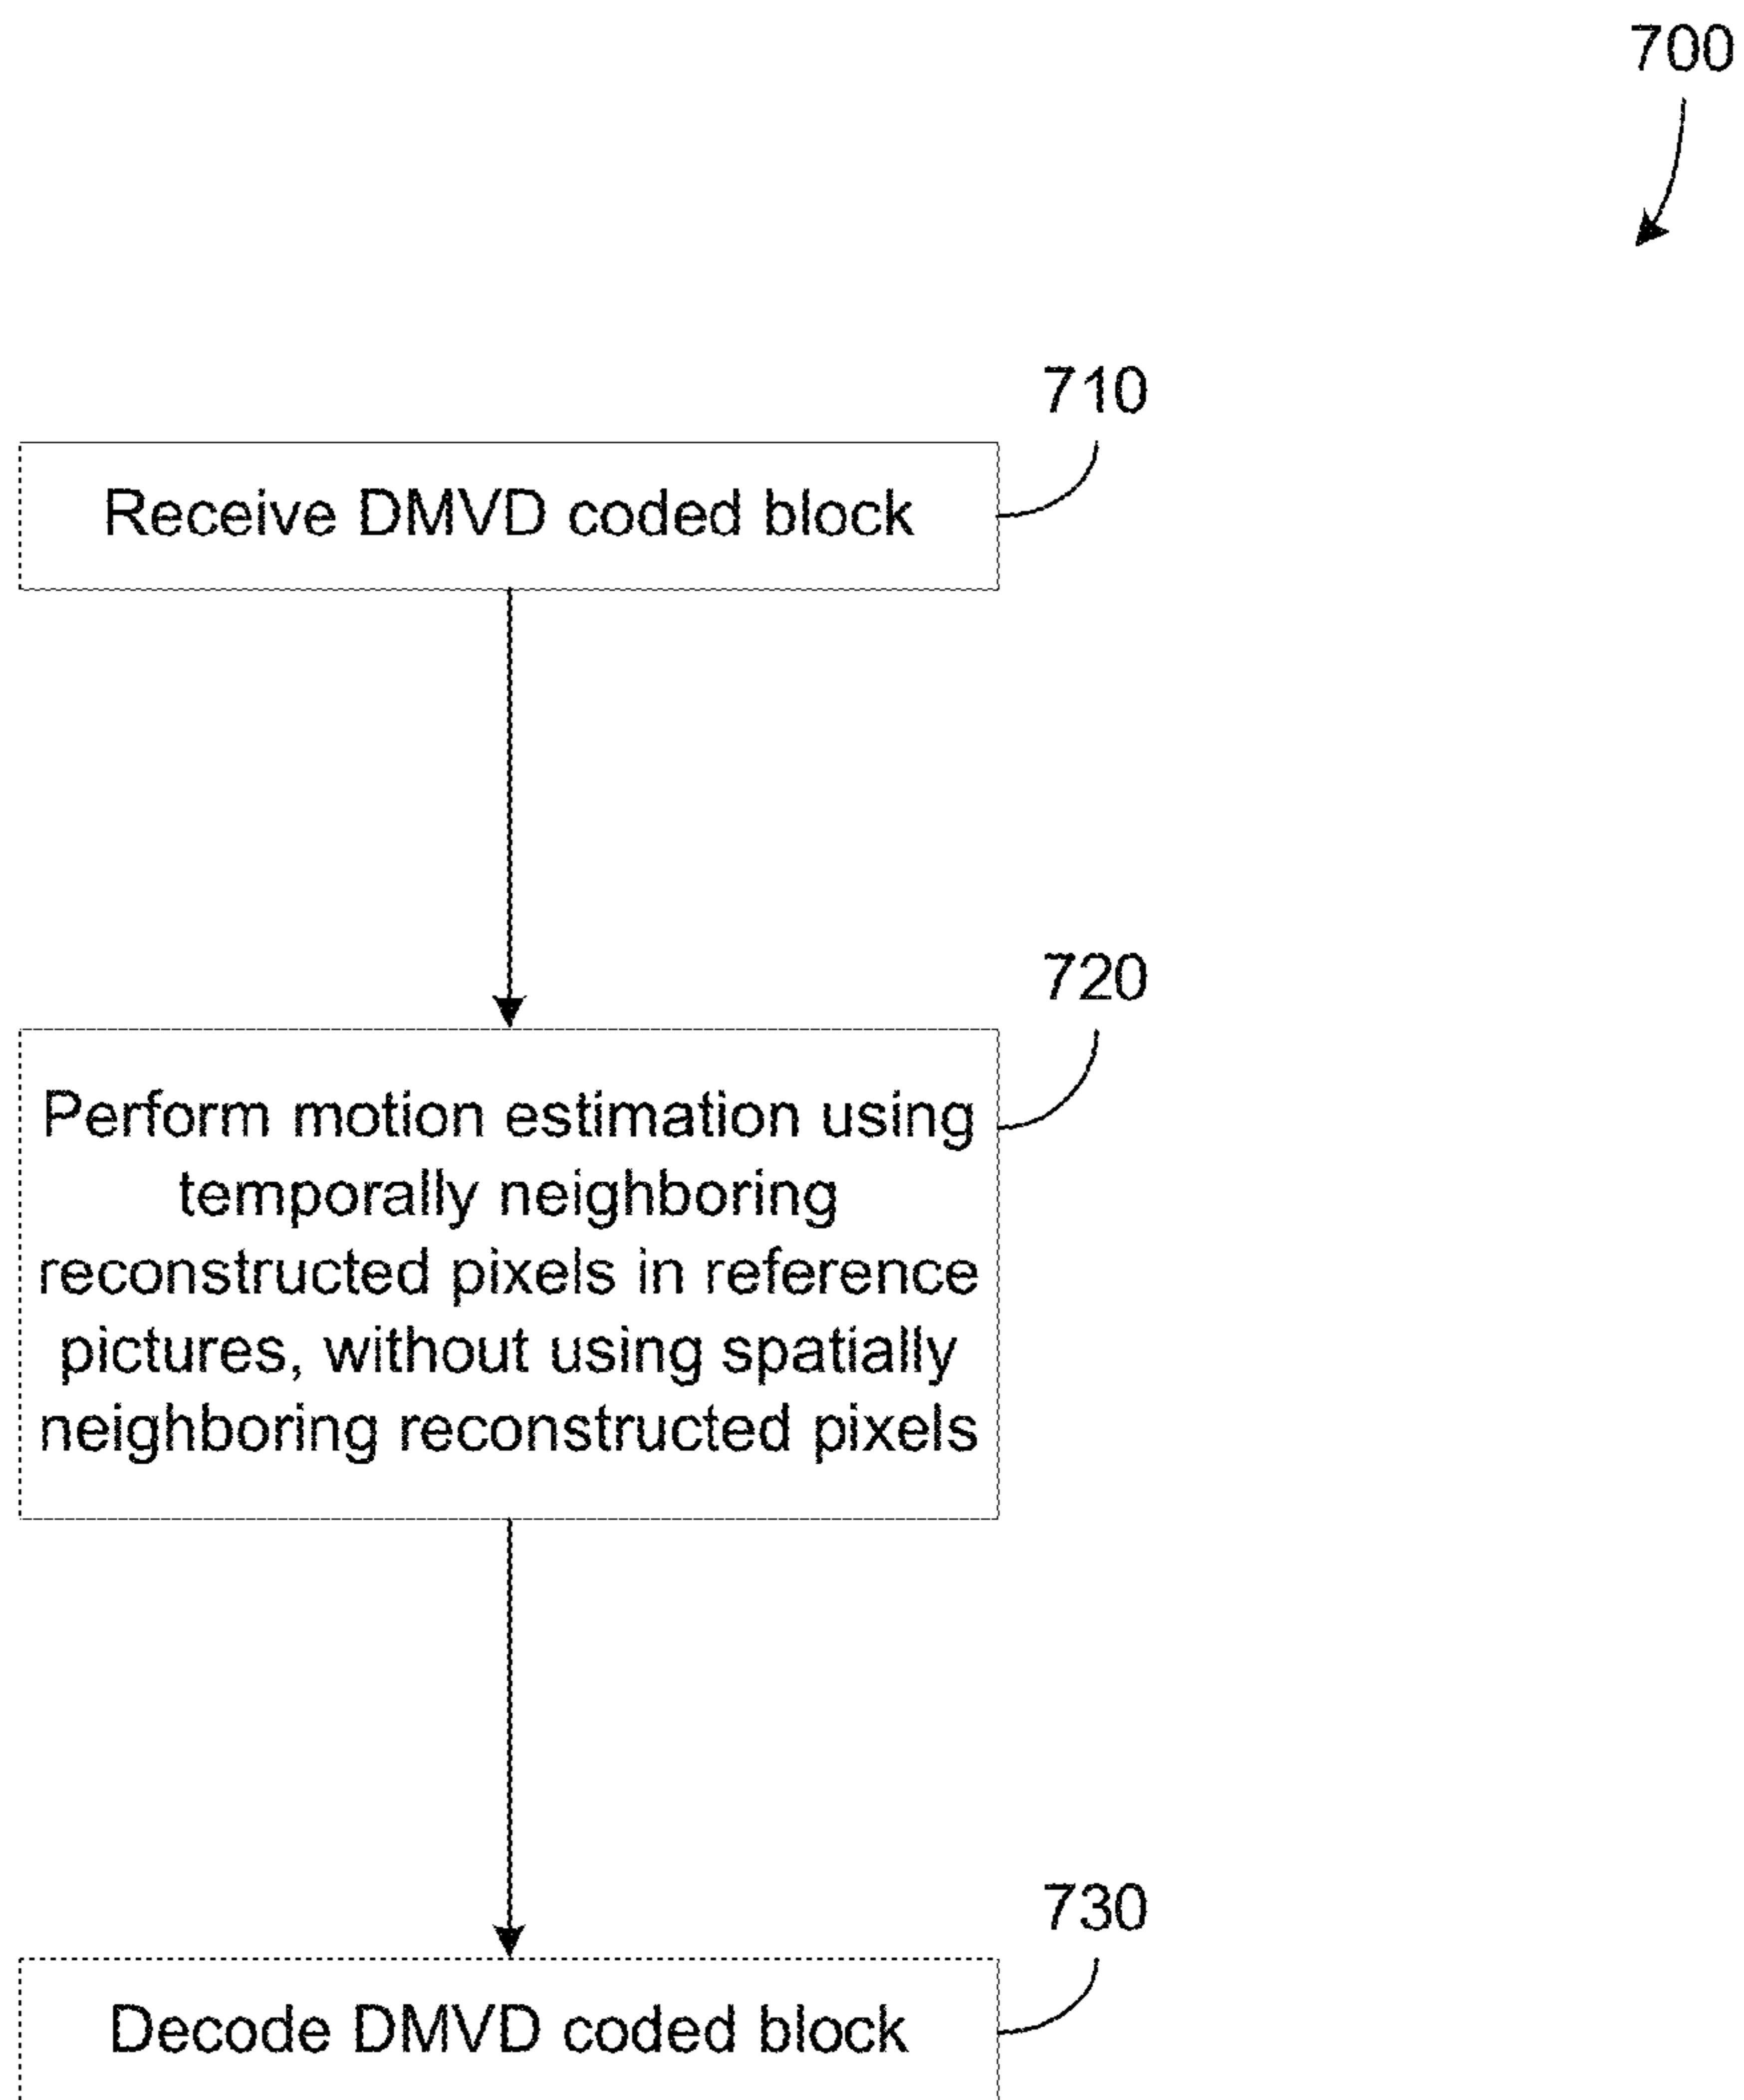 700
710
Receive DMVD coded block
720
Perform motion estimation using
temporally neighboring
reconstructed pixels in reference
pictures, without using spatially
neighboring reconstructed pixels
730
Decode DMVD coded block